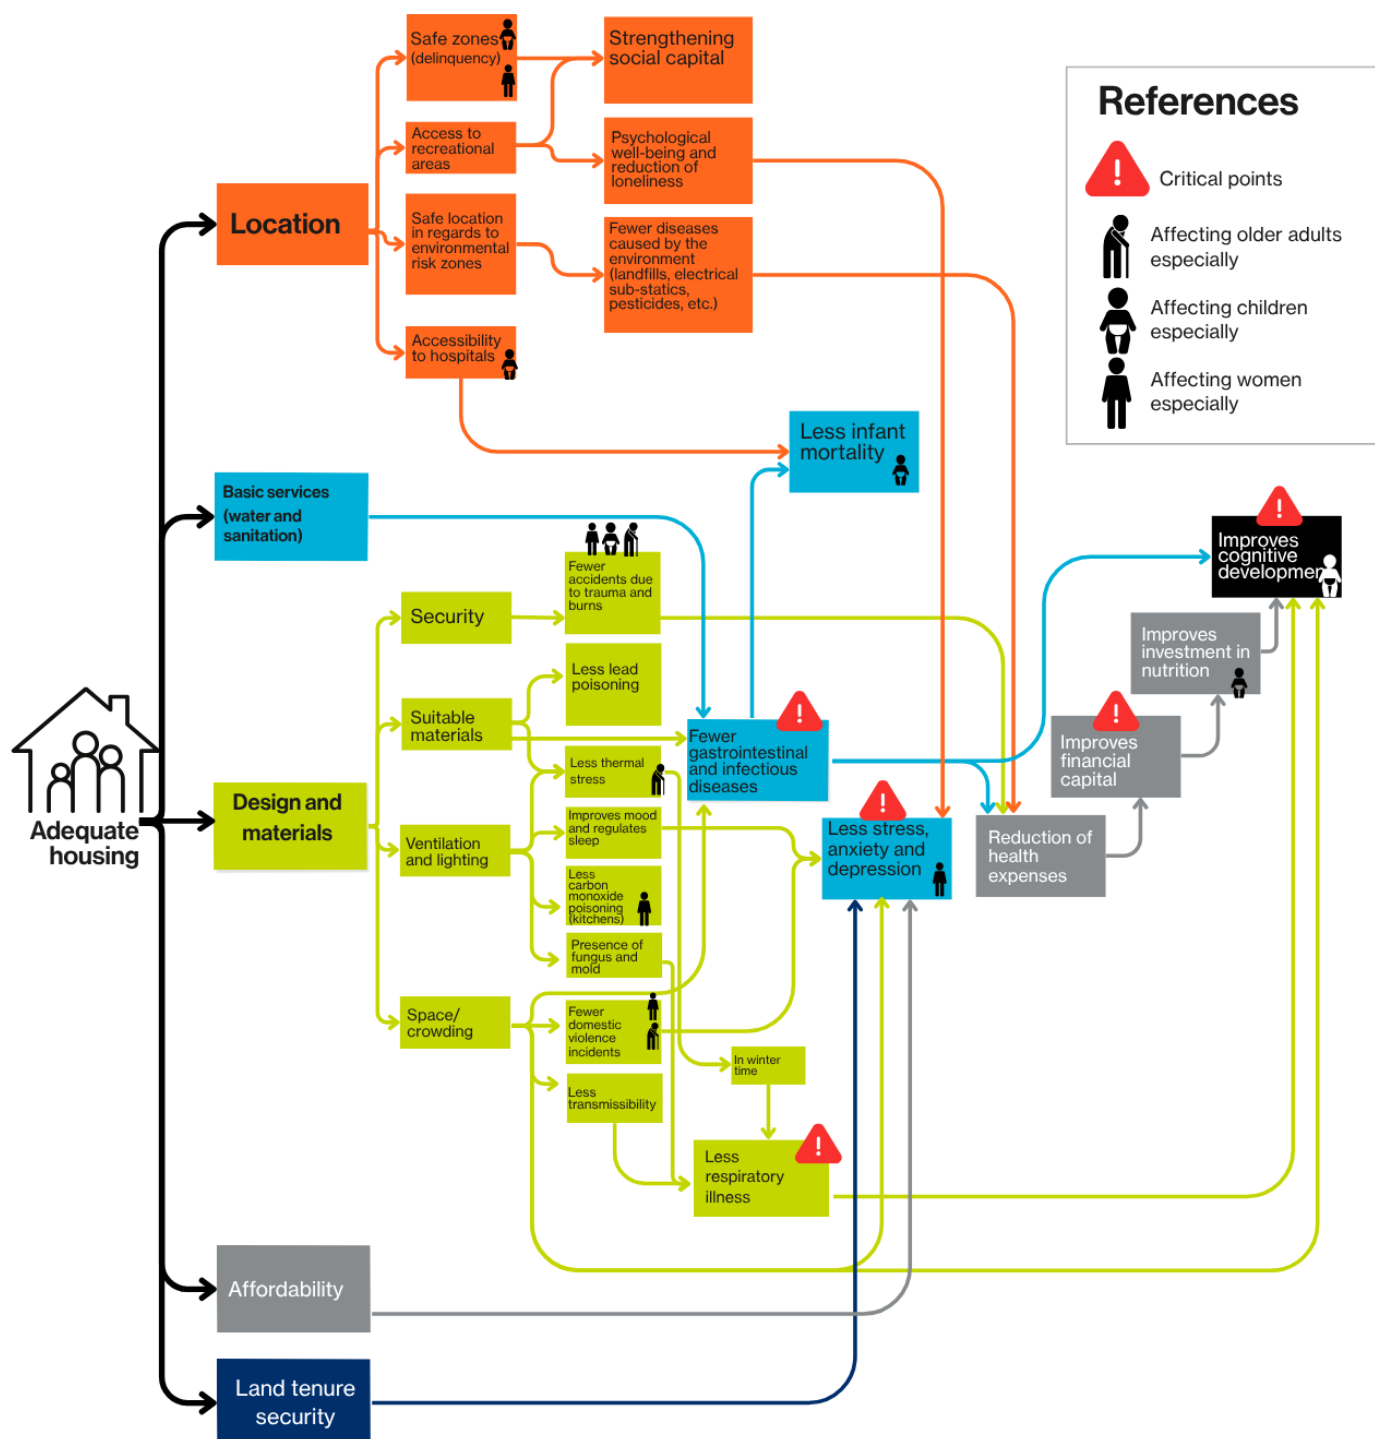 Safe zones
(delinquency)
Strengthening
social capital
References
Critical points
Affecting older adults
especially
Affecting children
especially
Affecting women
especially
Access to
recreational
areas
Psychological
well-being and
reduction of
loneliness
Location
Safe location
in regards to
environmental
risk zones
Fewer diseases
caused by the
environment
(landfills, electrical
sub-statics,
pesticides, etc.)
Accessibility
to hospitals
Less infant
mortality
Basic services
(water and
sanitation)
Improves
cognitive
development
Fewer
accidents due
to trauma and
burns
Security
Improves
investment in
nutrition
Less lead
poisoning
Suitable
materials
Fewer
gastrointestinal
and infectious
diseases
Improves
financial
capital
Less thermal
stress
Adequate
housing
Design and
materials
Ventilation
and lighting
Improves mood
and regulates
sleep
Less stress,
anxiety and
depression
Reduction of
health
expenses
Less
carbon
monoxide
poisoning
(kitchens)
Presence of
fungus and
mold
Space/
crowding
Fewer
domestic
violence
incidents
In winter
time
Less
transmissibility
Less
respiratory
illness
Affordability
Land tenure
security